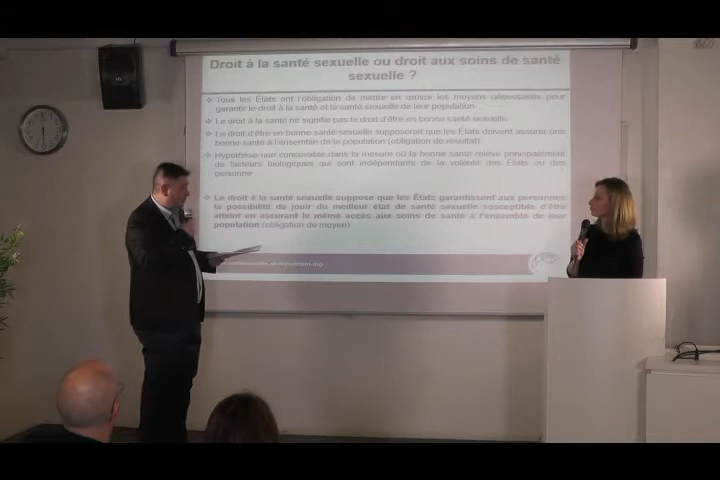 Droit à la santé sexuelle ou droit aux soins de santé
sexuelle ?
Tous les États ont l'obligation de mettre en œuvre les moyens nécessaires pour
garantir le droit à la santé et la santé sexuelle de leur population
Le droit à la santé ne signifie pas le droit d'être en bonne santé sexuelle
Le droit d'être en bonne santé sexuelle supposerait que les États doivent assurer une
bonne santé à l'ensemble de la population (obligation de résultat)
Hypothèse non concevable dans la mesure où la bonne santé relève principalement
de facteurs biologiques qui sont indépendants de la volonté des États ou des
personne
Le droit à la santé sexuelle suppose que les États garantissent aux personnes
la possibilité de jouir du meilleur état de santé sexuelle susceptible d'être
atteint en assurant le même accès aux soins de santé à l'ensemble de leur
population (obligation de moyen)